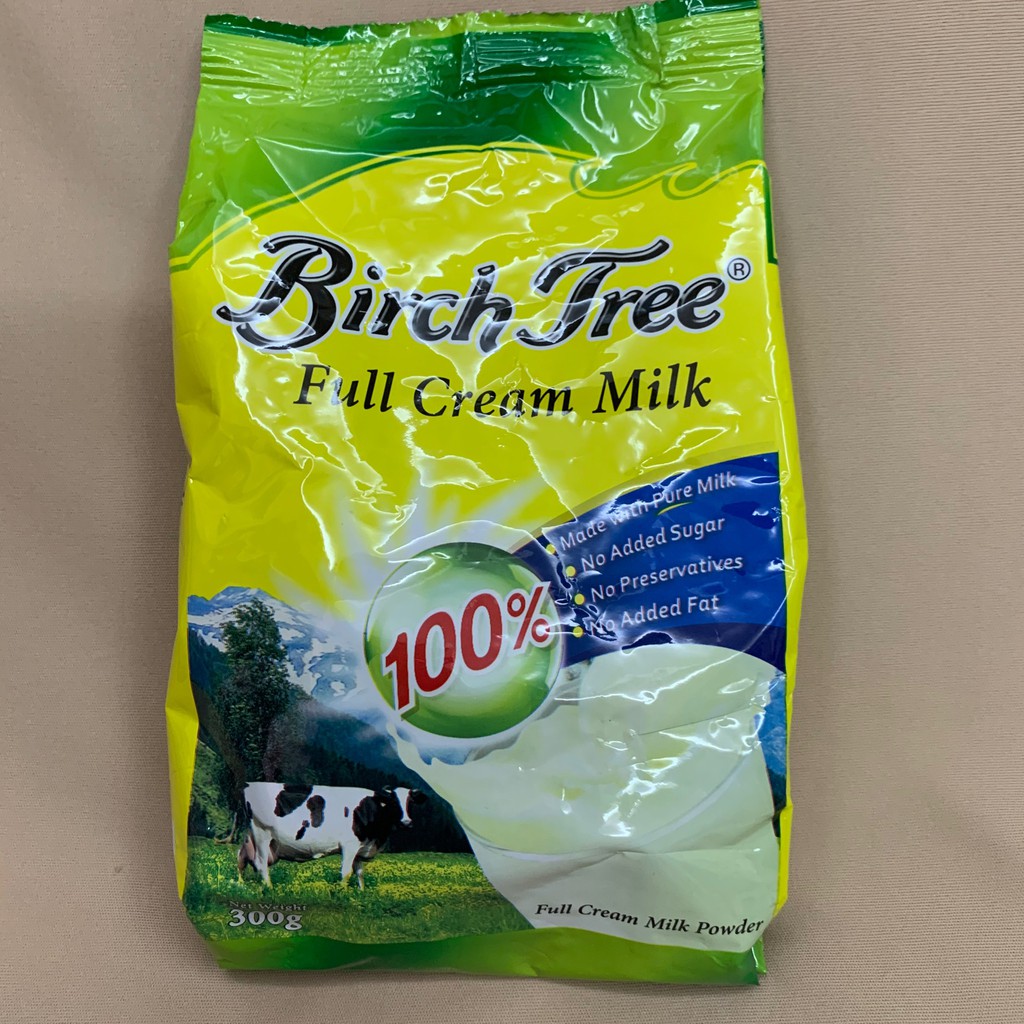 Birch Tree®
Full Cream Milk
Made with Pure Milk
No Added Sugar
No Preservatives
No Added Fat
100%
Net Weight
300g
Full Cream Milk Powder